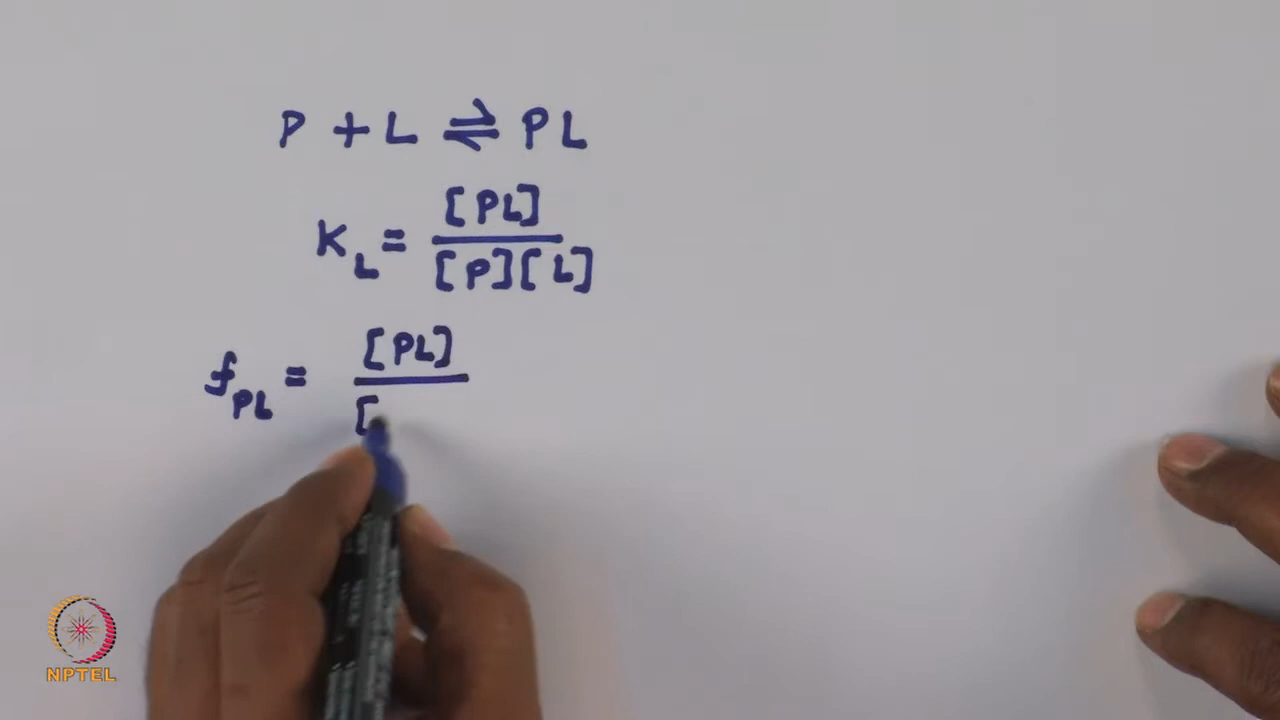 P + L ⇌ PL
K_L = [PL] / [P][L]
f_PL = [PL] / [
NPTEL